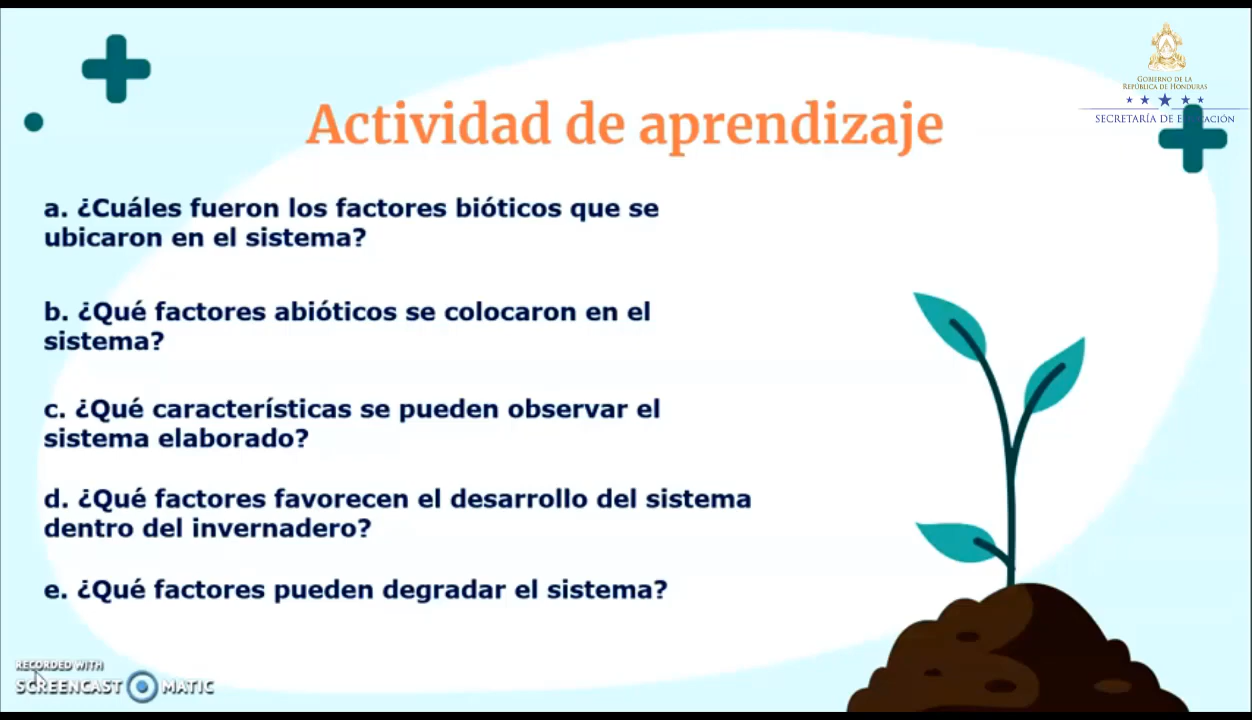 GOBIERNO DE LA
REPÚBLICA DE HONDURAS
SECRETARÍA DE EDUCACIÓN
Actividad de aprendizaje
a. ¿Cuáles fueron los factores bióticos que se
ubicaron en el sistema?
b. ¿Qué factores abióticos se colocaron en el
sistema?
c. ¿Qué características se pueden observar el
sistema elaborado?
d. ¿Qué factores favorecen el desarrollo del sistema
dentro del invernadero?
e. ¿Qué factores pueden degradar el sistema?
RECORDED WITH
SCREENCAST MATIC